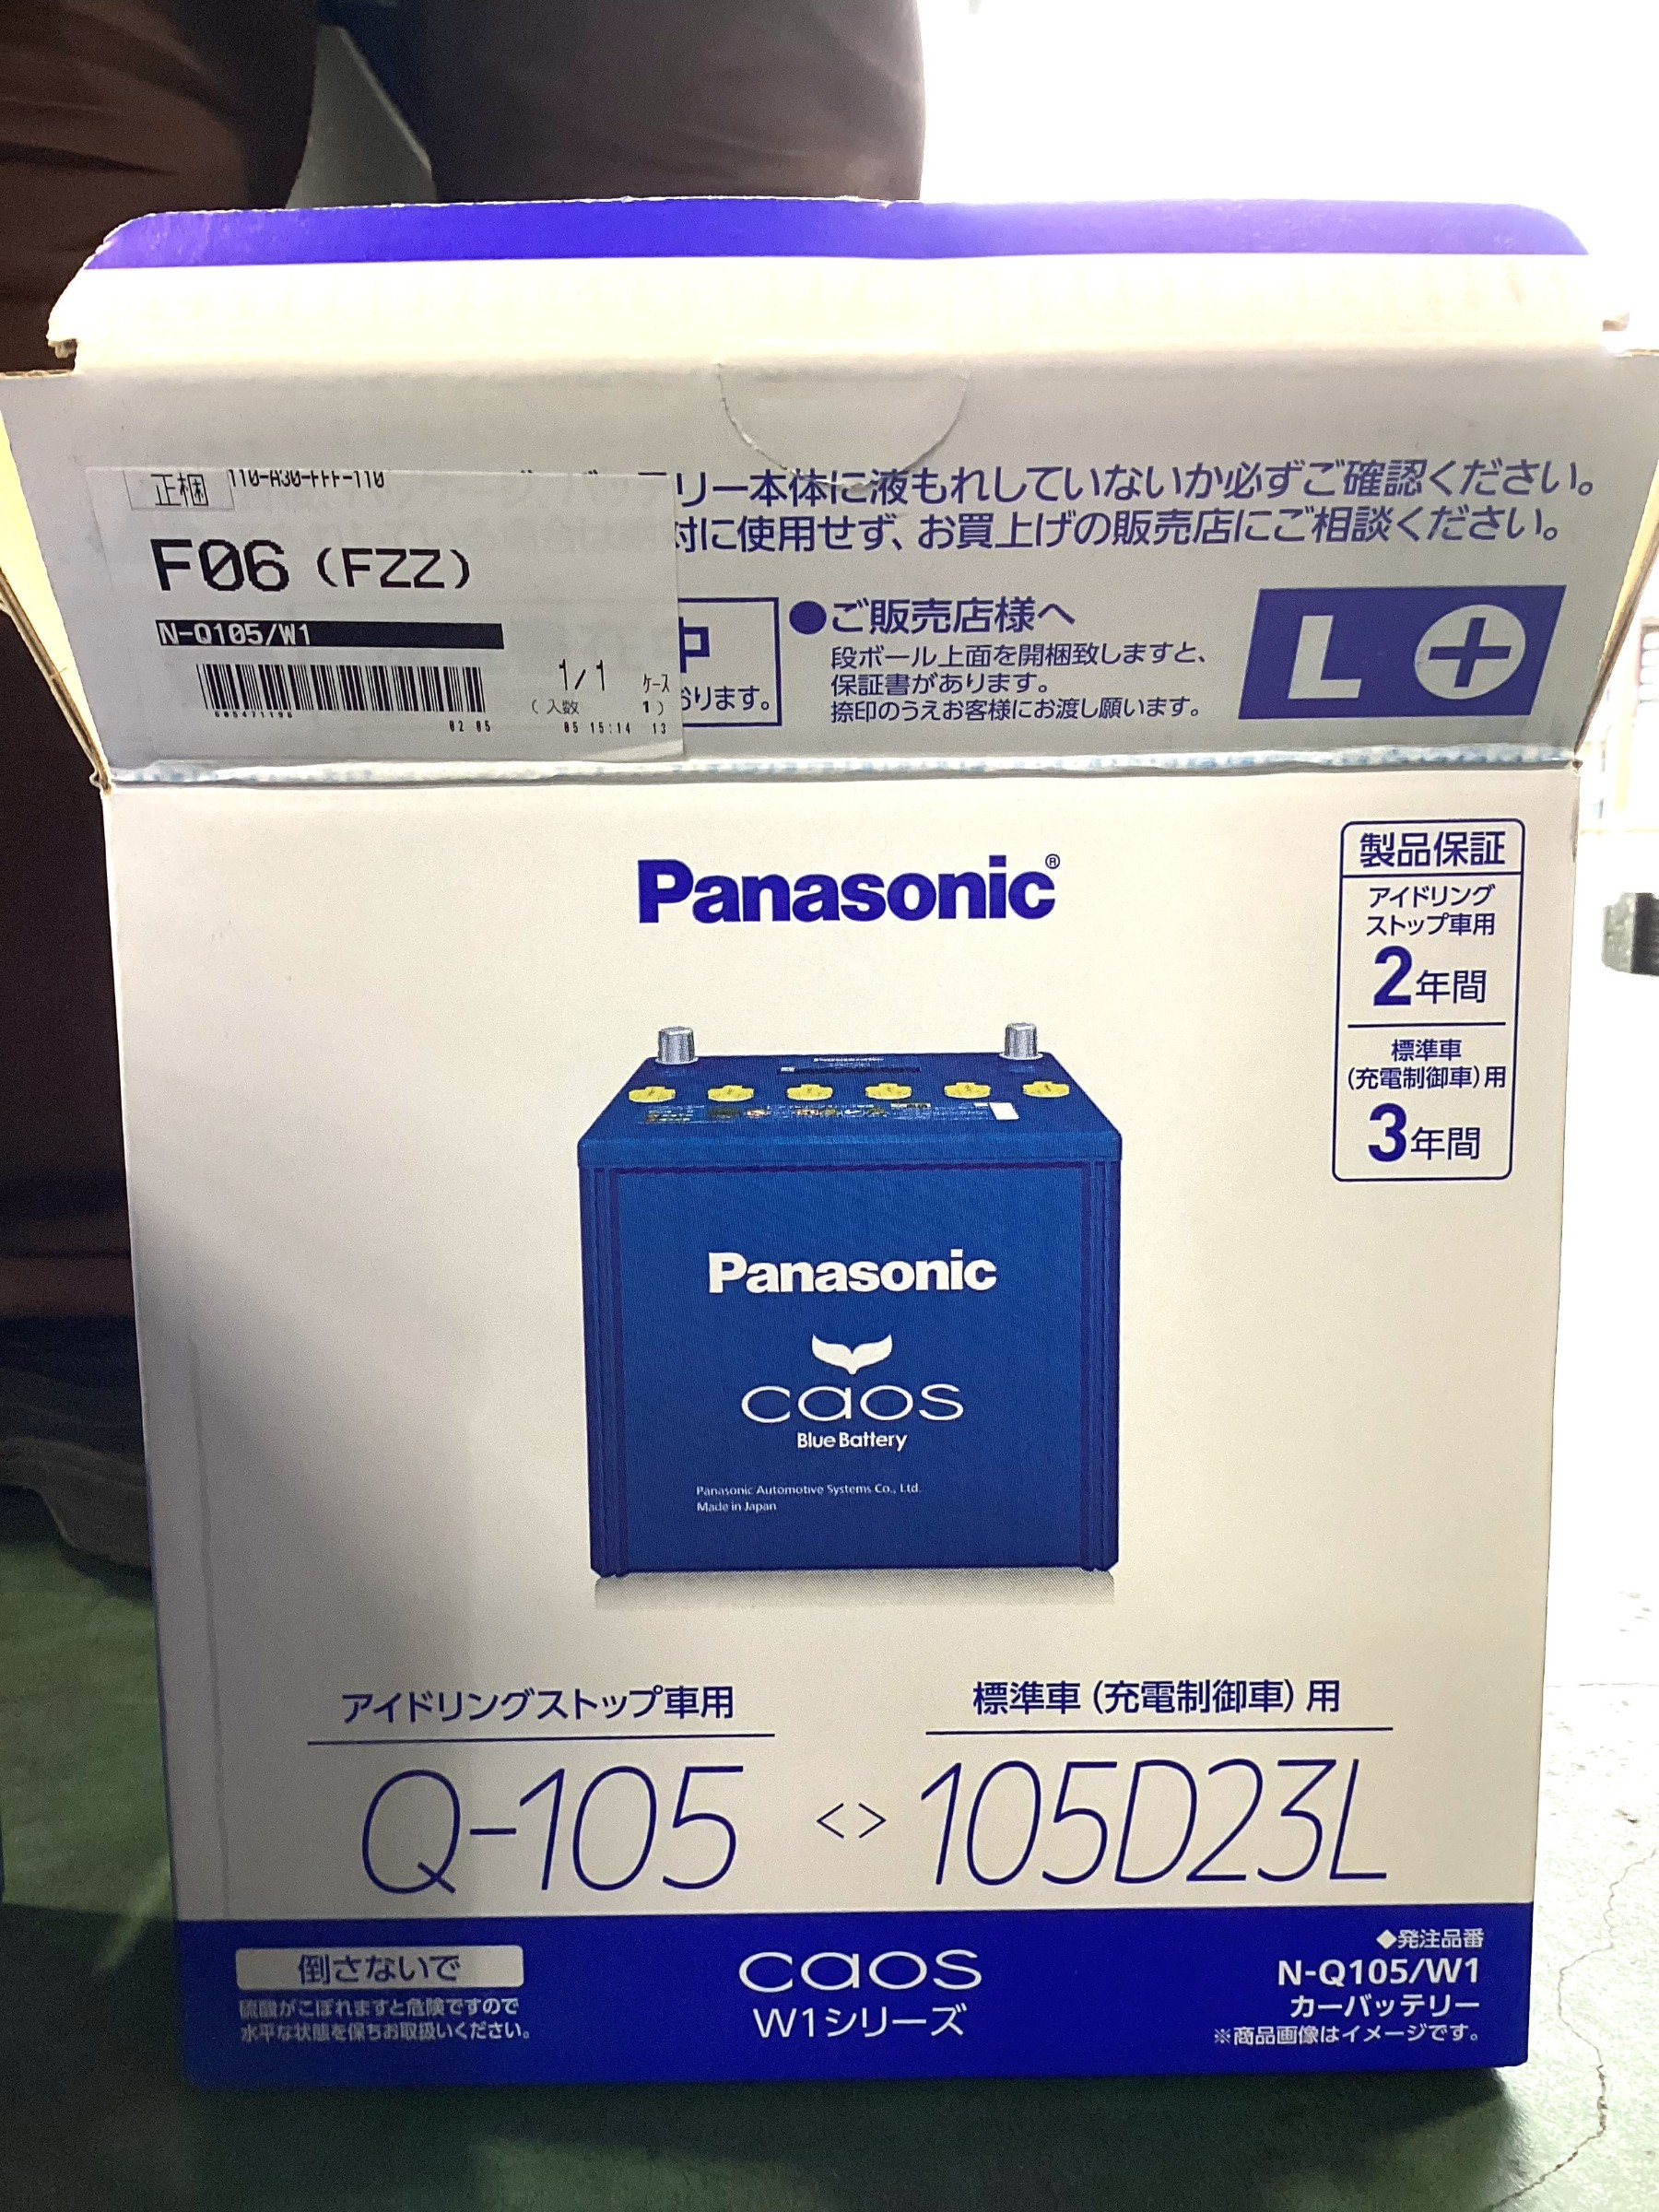 正梱 110-A30-FFF-110
リー本体に液もれしていないか必ずご確認ください。
対に使用せず、お買上げの販売店にご相談ください。
F06 (FZZ)
N-Q105/W1
1/1 ケース
(入数 1)
02 05 05 15:14 13
中
おります。
●ご販売店様へ
段ボール上面を開梱致しますと、
保証書があります。
捺印のうえお客様にお渡し願います。
L +
Panasonic®
製品保証
アイドリング
ストップ車用
2年間
標準車
(充電制御車)用
3年間
Panasonic
caos
Blue Battery
Panasonic Automotive Systems Co., Ltd.
Made in Japan
アイドリングストップ車用
標準車(充電制御車)用
Q-105 <> 105D23L
倒さないで
硫酸がこぼれますと危険ですので
水平な状態を保ちお取扱いください。
caos
W1シリーズ
◆発注品番
N-Q105/W1
カーバッテリー
※商品画像はイメージです。